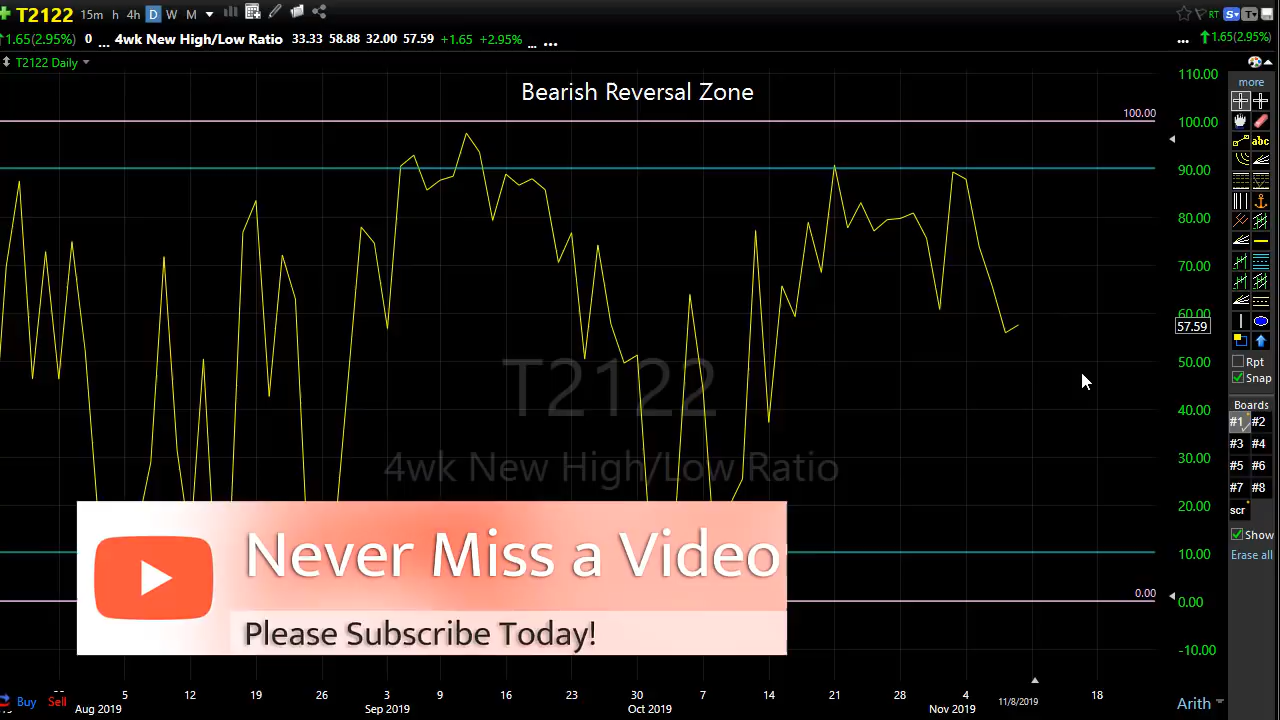 T2122 15m h 4h D W M
RT S T
1.65(2.95%) 0 ... 4wk New High/Low Ratio 33.33 58.88 32.00 57.59 +1.65 +2.95% ... ...
... 1.65(2.95%)
T2122 Daily
more
Bearish Reversal Zone
110.00
100.00
100.00
90.00
80.00
70.00
60.00
57.59
50.00
40.00
30.00
20.00
10.00
0.00
0.00
-10.00
abc
Rpt
Snap
Boards
#1 #2
#3 #4
#5 #6
#7 #8
scr
Show
Erase all
T2122
4wk New High/Low Ratio
Never Miss a Video
Please Subscribe Today!
5 12 19 26 3 9 16 23 30 7 14 21 28 4 18
Buy Sell Aug 2019 Sep 2019 Oct 2019 Nov 2019 11/8/2019
Arith